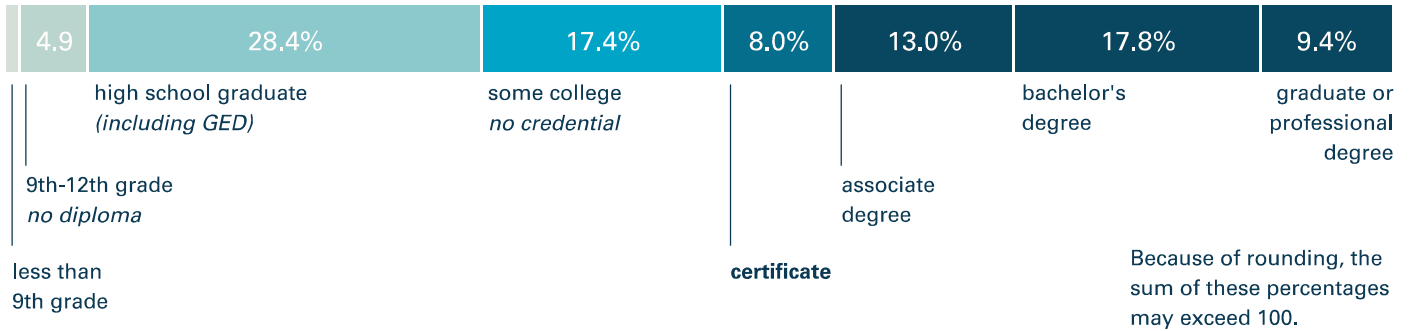 4.9 28.4% 17.4% 8.0% 13.0% 17.8% 9.4%
high school graduate
(including GED)
some college
no credential
bachelor's
degree
graduate or
professional
degree
9th-12th grade
no diploma
associate
degree
less than
9th grade
certificate
Because of rounding, the
sum of these percentages
may exceed 100.